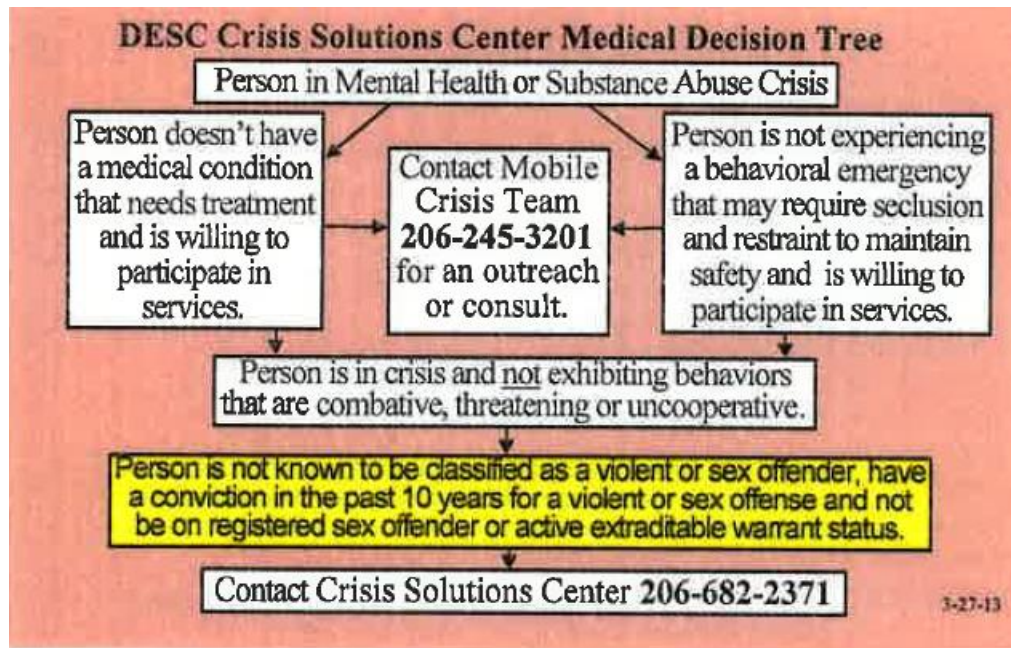 DESC Crisis Solutions Center Medical Decision Tree
Person in Mental Health or Substance Abuse Crisis
Person doesn't have
a medical condition
that needs treatment
and is willing to
participate in
services.
Contact Mobile
Crisis Team
206-245-3201
for an outreach
or consult.
Person is not experiencing
a behavioral emergency
that may require seclusion
and restraint to maintain
safety and is willing to
participate in services.
Person is in crisis and not exhibiting behaviors
that are combative, threatening or uncooperative.
Person is not known to be classified as a violent or sex offender, have
a conviction in the past 10 years for a violent or sex offense and not
be on registered sex offender or active extraditable warrant status.
Contact Crisis Solutions Center 206-682-2371
3-27-13